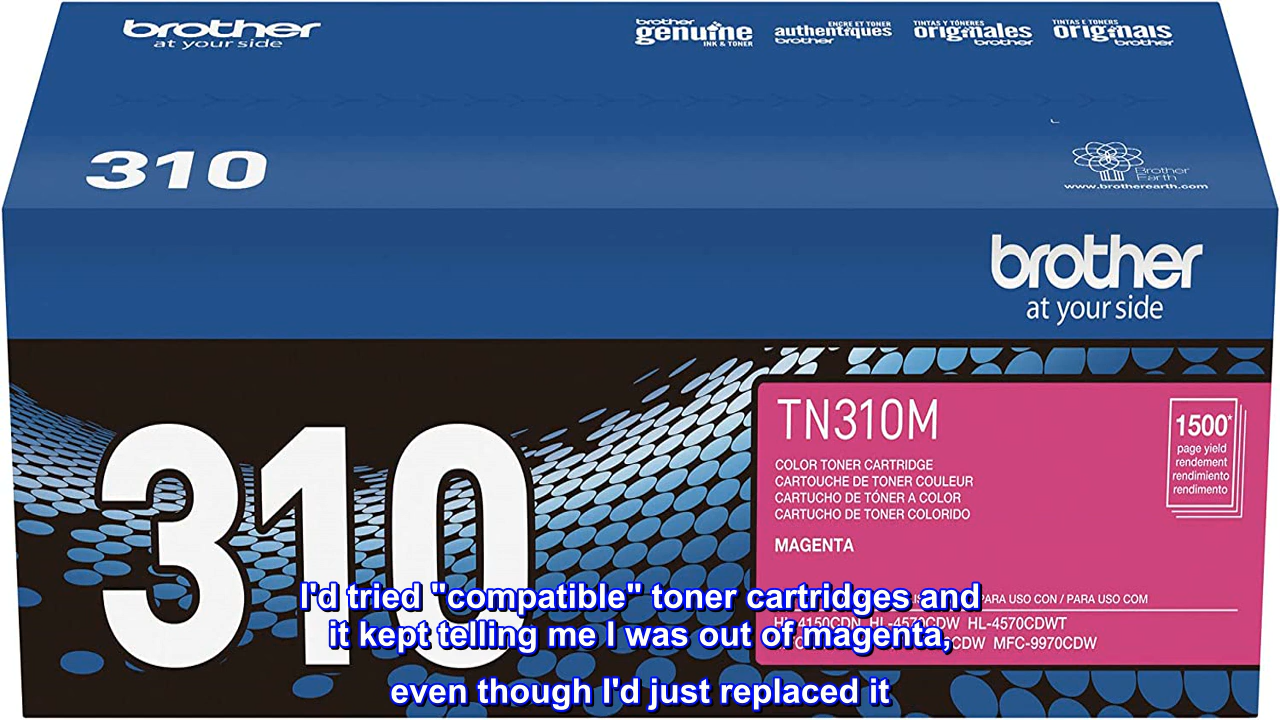 brother
at your side
brother
genuine
INK & TONER
ENCRE ET TONER
authentiques
brother
TINTAS Y TÓNERES
originales
brother
TINTAS E TONERS
originais
brother
310
Brother
Earth
www.brotherearth.com
brother
at your side
310
TN310M
1500*
page yield
rendement
rendimiento
rendimento
COLOR TONER CARTRIDGE
CARTOUCHE DE TONER COULEUR
CARTUCHO DE TÓNER A COLOR
CARTUCHO DE TONER COLORIDO
MAGENTA
PARA USO CON / PARA USO COM
HL-4150CDN HL-4570CDW HL-4570CDWT
CDW MFC-9970CDW
I'd tried "compatible" toner cartridges and
it kept telling me I was out of magenta,
even though I'd just replaced it